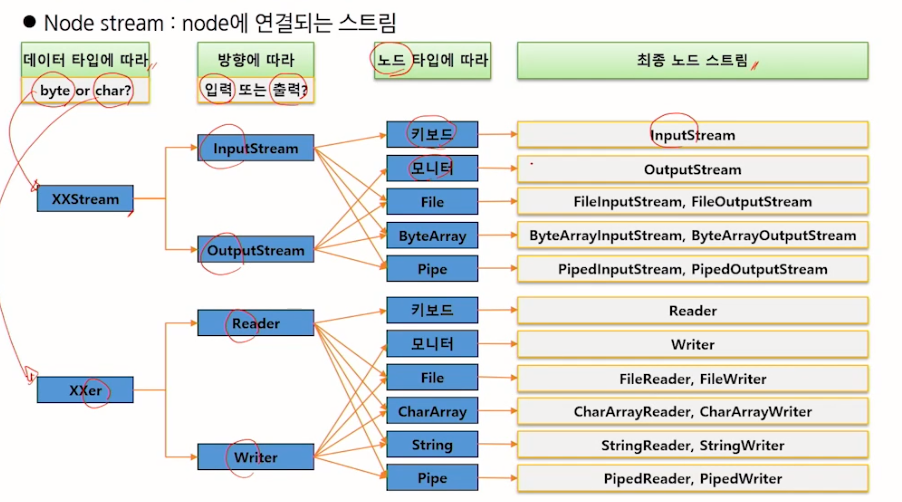 ● Node stream : node에 연결되는 스트림
데이터 타입에 따라
byte or char?
방향에 따라
입력 또는 출력?
노드 타입에 따라
최종 노드 스트림
XXStream
InputStream
OutputStream
키보드
InputStream
모니터
OutputStream
File
FileInputStream, FileOutputStream
ByteArray
ByteArrayInputStream, ByteArrayOutputStream
Pipe
PipedInputStream, PipedOutputStream
XXer
Reader
Writer
키보드
Reader
모니터
Writer
File
FileReader, FileWriter
CharArray
CharArrayReader, CharArrayWriter
String
StringReader, StringWriter
Pipe
PipedReader, PipedWriter